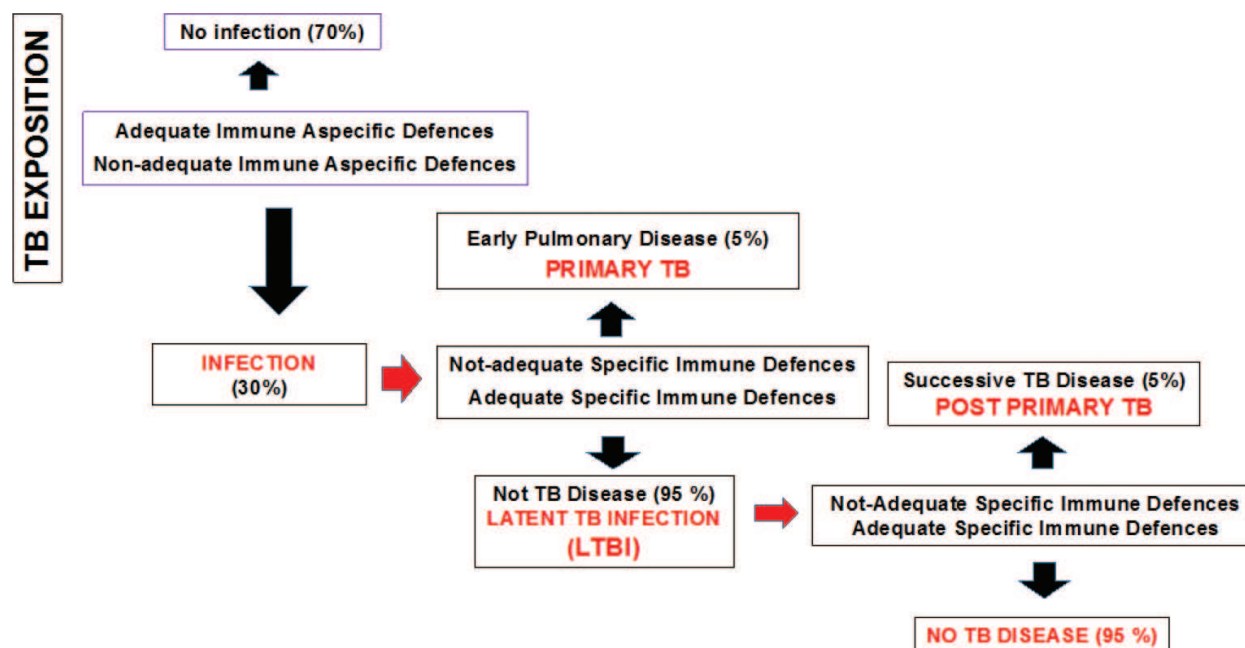 TB EXPOSITION
No infection (70%)
Adequate Immune Aspecific Defences
Non-adequate Immune Aspecific Defences
Early Pulmonary Disease (5%)
PRIMARY TB
INFECTION
(30%)
Not-adequate Specific Immune Defences
Adequate Specific Immune Defences
Successive TB Disease (5%)
POST PRIMARY TB
Not TB Disease (95 %)
LATENT TB INFECTION
(LTBI)
Not-Adequate Specific Immune Defences
Adequate Specific Immune Defences
NO TB DISEASE (95 %)